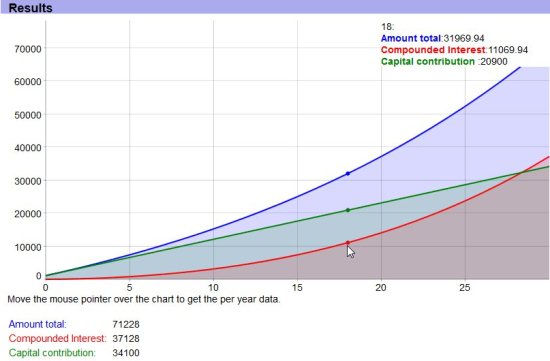 Results
18:
Amount total:31969.94
Compounded Interest:11069.94
Capital contribution :20900
70000
60000
50000
40000
30000
20000
10000
0
0 5 10 15 20 25
Move the mouse pointer over the chart to get the per year data.
Amount total: 71228
Compounded Interest: 37128
Capital contribution: 34100